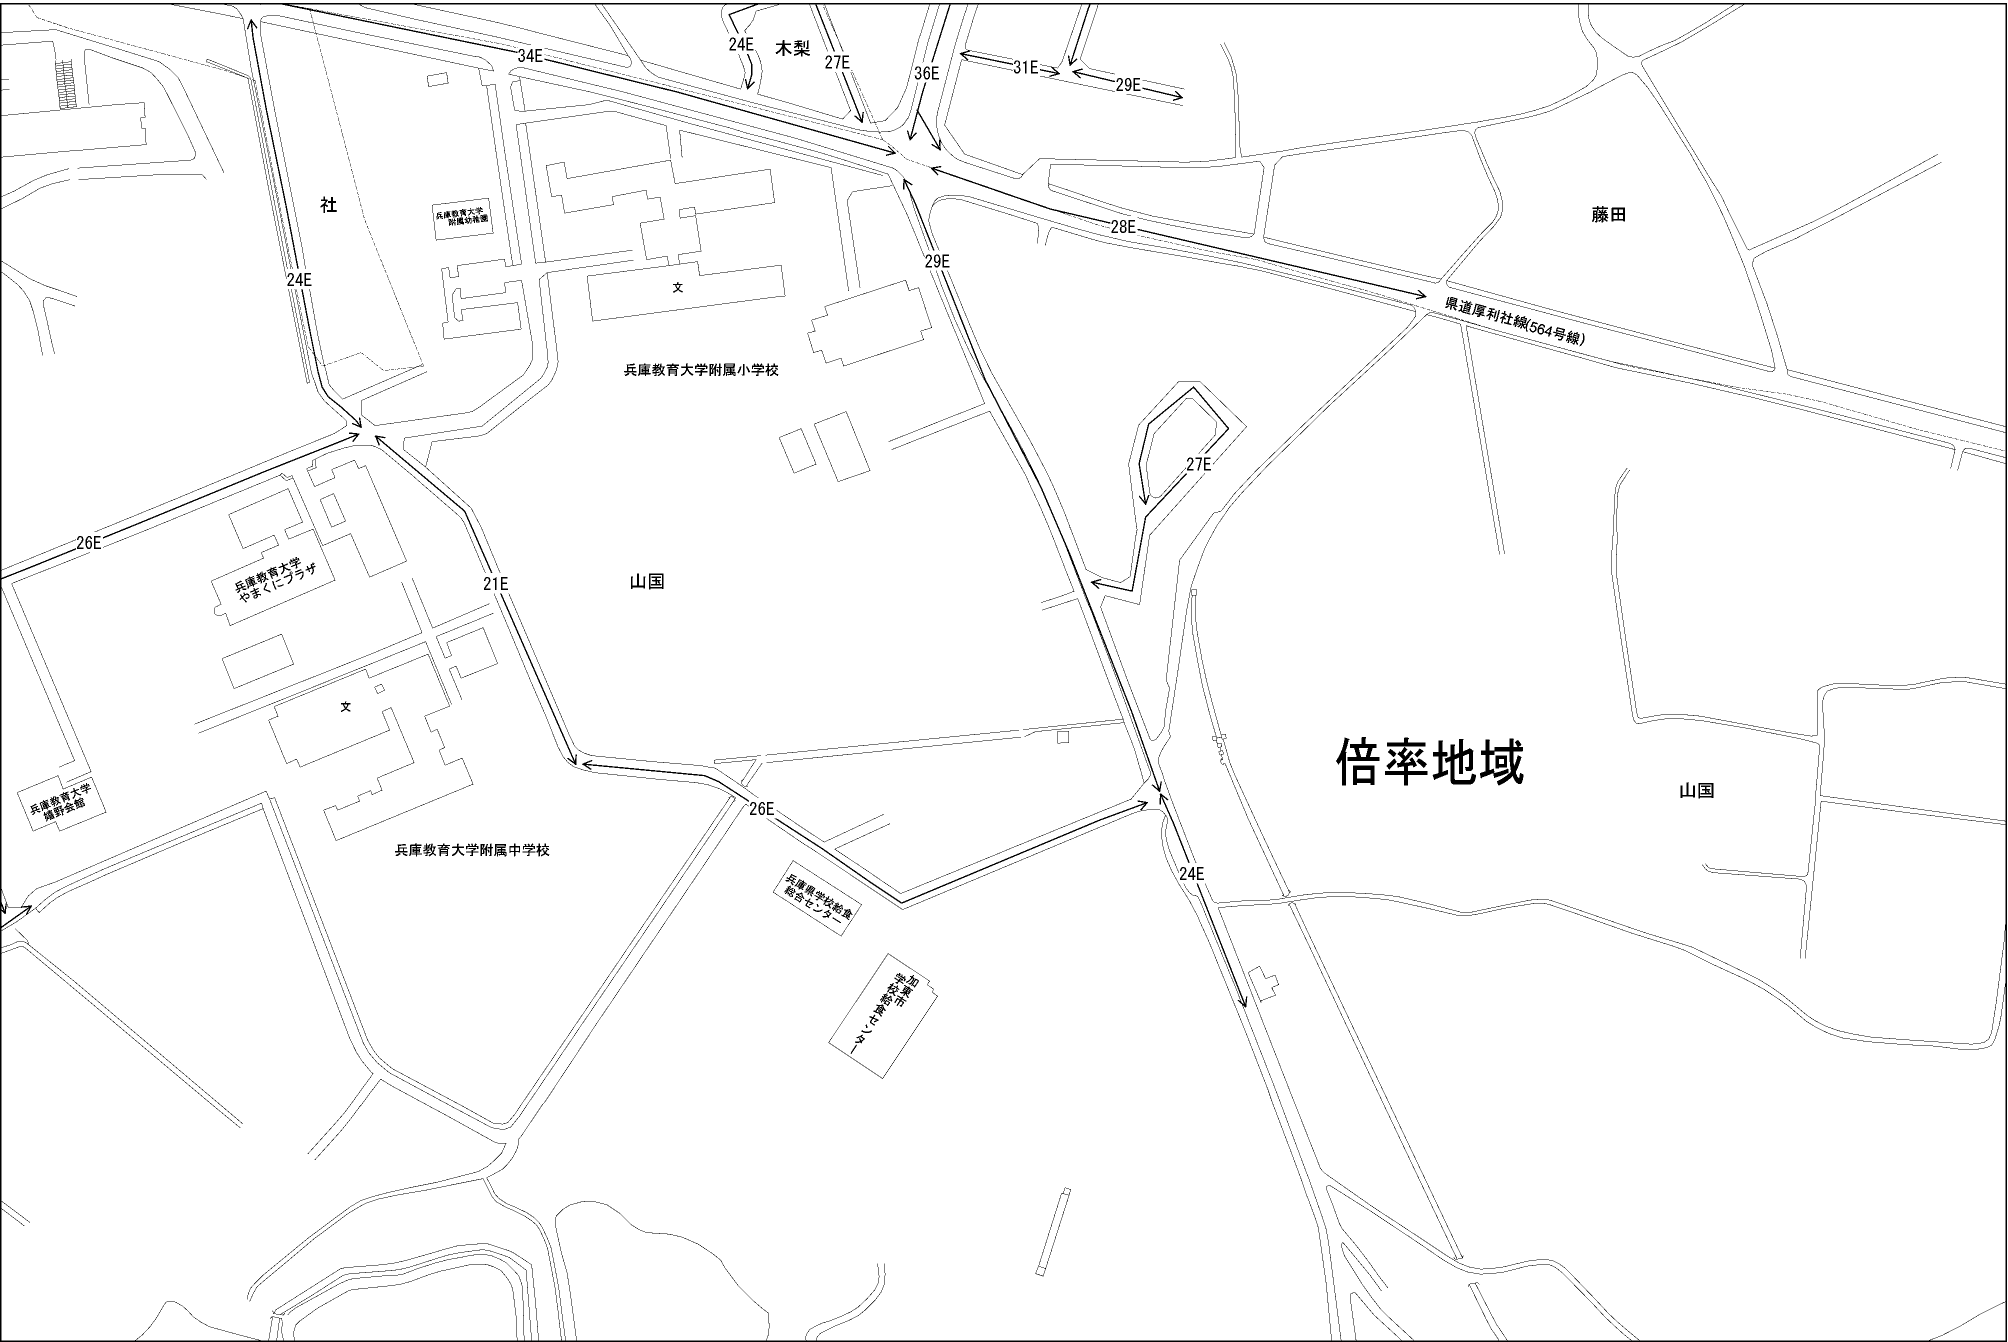 34E
24E
木梨
27E
36E
31E
29E
社
兵庫教育大学
附属幼稚園
藤田
28E
24E
29E
文
県道厚利社線(564号線)
兵庫教育大学附属小学校
27E
26E
兵庫教育大学
やまくにプラザ
21E
山国
文
倍率地域
山国
兵庫教育大学
嬉野会館
26E
兵庫教育大学附属中学校
兵庫県学校給食
総合センター
24E
加東市
学校給食センター